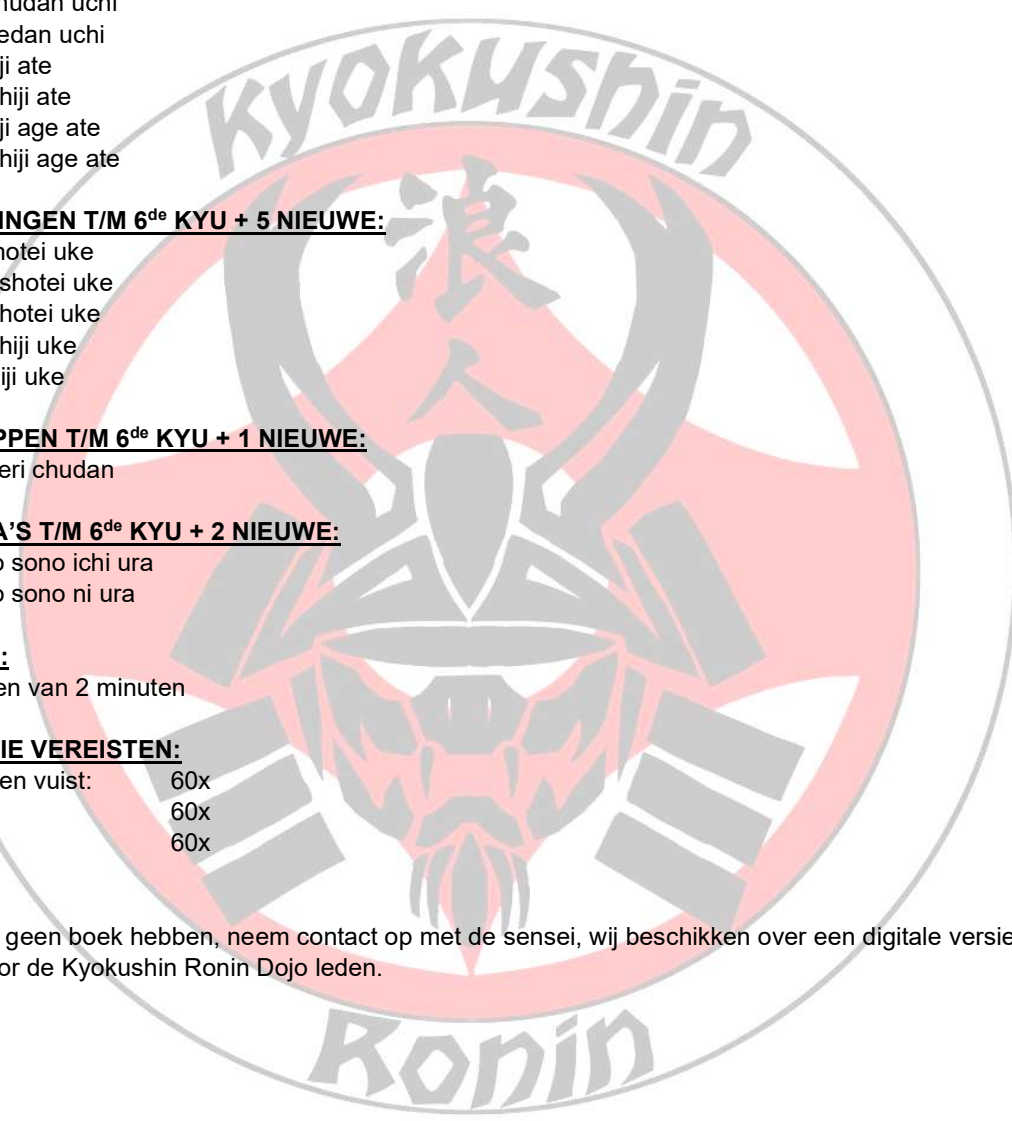 Kyokushin
浪
人
udan uchi
edan uchi
ji ate
hiji ate
ji age ate
hiji age ate
INGEN T/M 6de KYU + 5 NIEUWE:
hotei uke
shotei uke
hotei uke
hiji uke
iji uke
PPEN T/M 6de KYU + 1 NIEUWE:
eri chudan
A'S T/M 6de KYU + 2 NIEUWE:
o sono ichi ura
o sono ni ura
:
en van 2 minuten
IE VEREISTEN:
en vuist: 60x
60x
60x
geen boek hebben, neem contact op met de sensei, wij beschikken over een digitale versie
or de Kyokushin Ronin Dojo leden.
Ronin